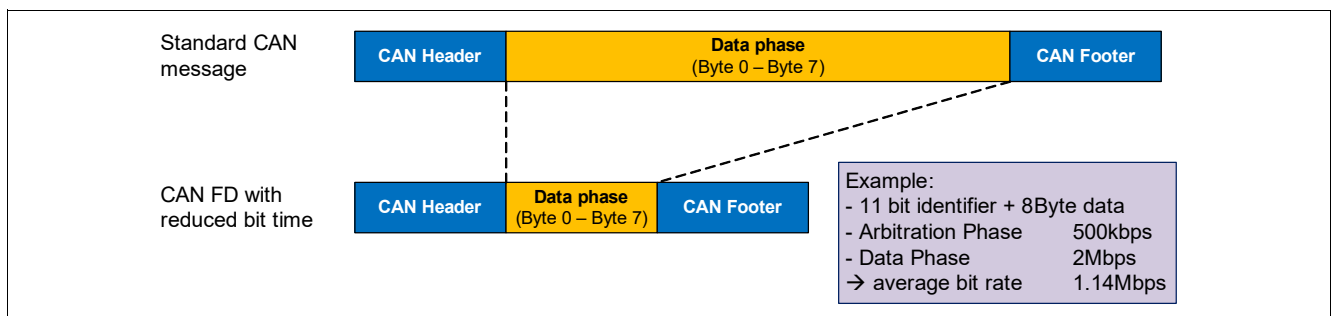 Standard CAN
message
CAN Header
Data phase
(Byte 0 – Byte 7)
CAN Footer
CAN FD with
reduced bit time
CAN Header
Data phase
(Byte 0 – Byte 7)
CAN Footer
Example:
- 11 bit identifier + 8Byte data
- Arbitration Phase 500kbps
- Data Phase 2Mbps
→ average bit rate 1.14Mbps